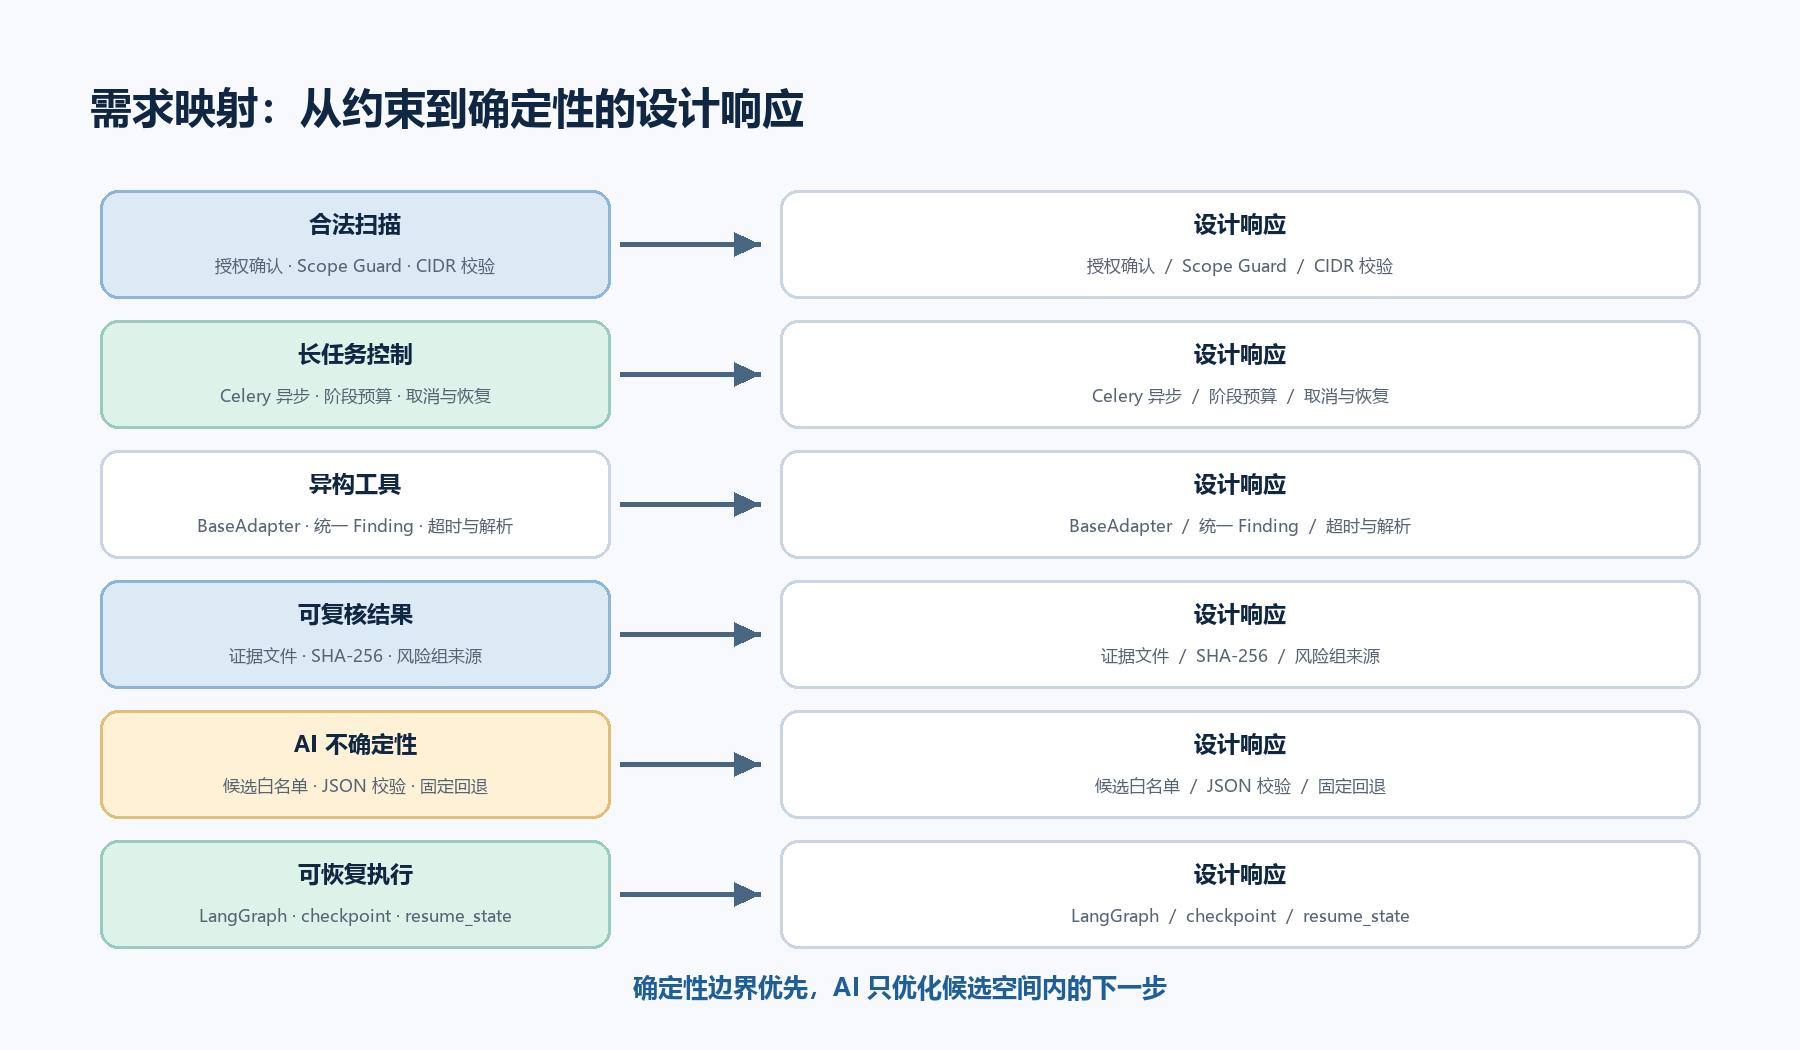 需求映射：从约束到确定性的设计响应
合法扫描
授权确认 · Scope Guard · CIDR 校验
设计响应
授权确认 / Scope Guard / CIDR 校验
长任务控制
Celery 异步 · 阶段预算 · 取消与恢复
设计响应
Celery 异步 / 阶段预算 / 取消与恢复
异构工具
BaseAdapter · 统一 Finding · 超时与解析
设计响应
BaseAdapter / 统一 Finding / 超时与解析
可复核结果
证据文件 · SHA-256 · 风险组来源
设计响应
证据文件 / SHA-256 / 风险组来源
AI 不确定性
候选白名单 · JSON 校验 · 固定回退
设计响应
候选白名单 / JSON 校验 / 固定回退
可恢复执行
LangGraph · checkpoint · resume_state
设计响应
LangGraph / checkpoint / resume_state
确定性边界优先，AI 只优化候选空间内的下一步